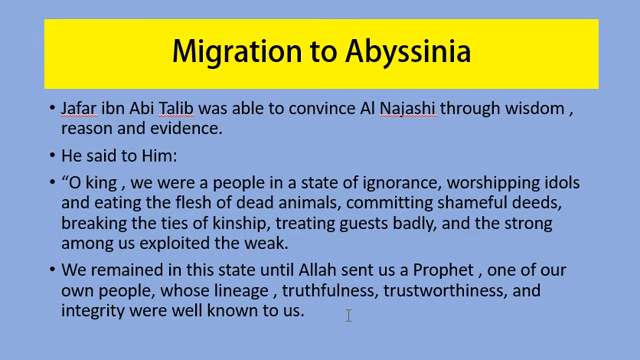 Migration to Abyssinia
• Jafar ibn Abi Talib was able to convince Al Najashi through wisdom ,
reason and evidence.
• He said to Him:
• “O king , we were a people in a state of ignorance, worshipping idols
and eating the flesh of dead animals, committing shameful deeds,
breaking the ties of kinship, treating guests badly, and the strong
among us exploited the weak.
• We remained in this state until Allah sent us a Prophet , one of our
own people, whose lineage , truthfulness, trustworthiness, and
integrity were well known to us.